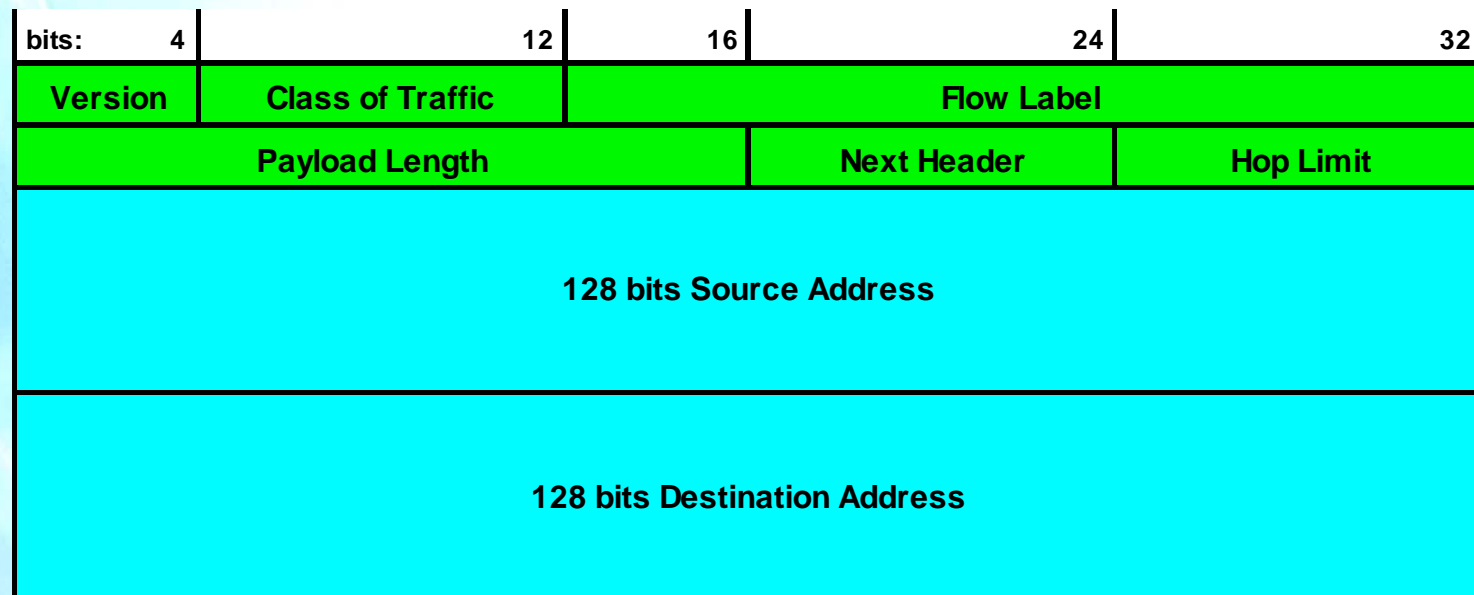 bits: 4 12 16 24 32
Version Class of Traffic Flow Label
Payload Length Next Header Hop Limit
128 bits Source Address
128 bits Destination Address